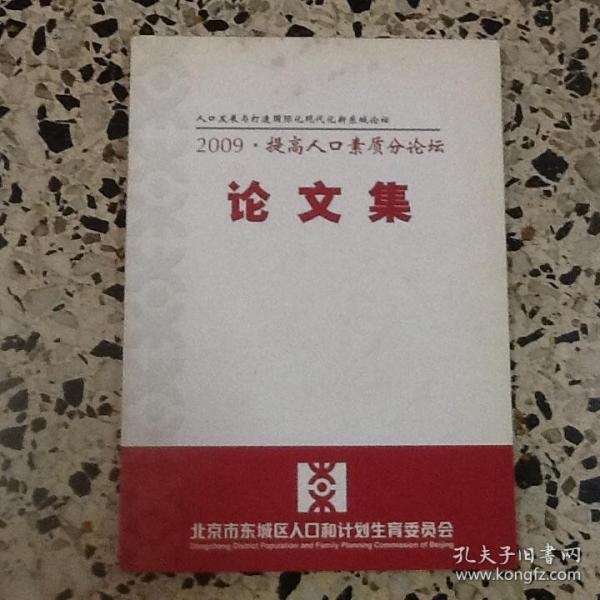 人口发展与打造国际化现代化新东城论坛
2009·提高人口素质分论坛
论文集
北京市东城区人口和计划生育委员会
Dongcheng District Population and Family Planning Commission of Beijing
孔夫子旧书网
www.kongfz.com